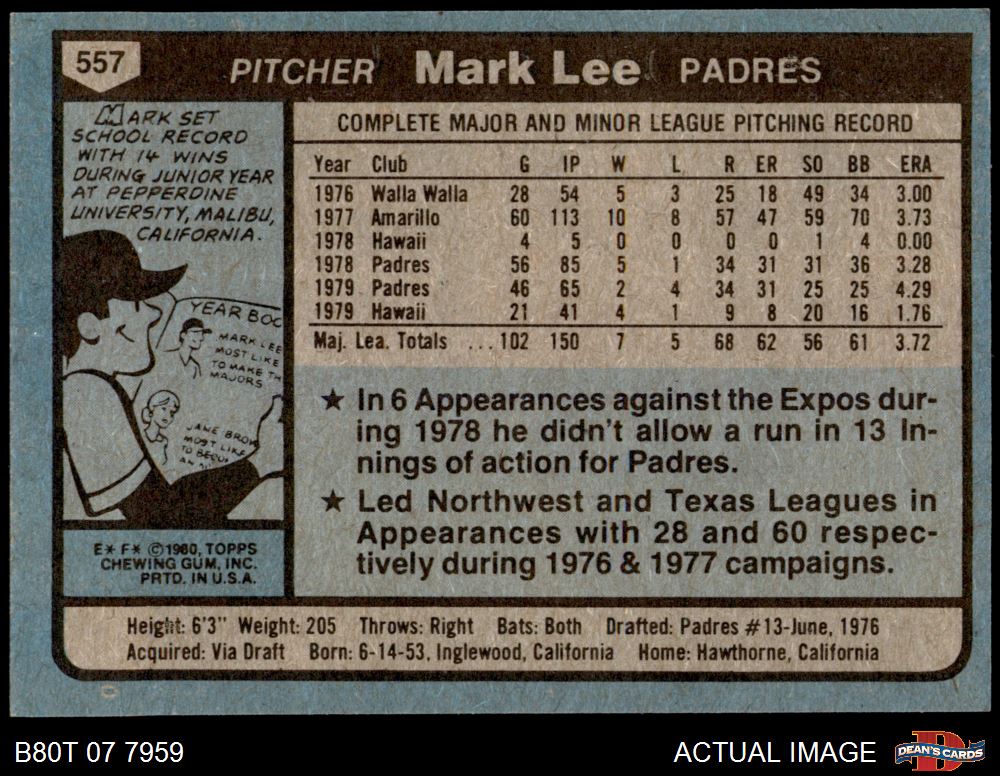 557
PITCHER Mark Lee PADRES
MARK SET
SCHOOL RECORD
WITH 14 WINS
DURING JUNIOR YEAR
AT PEPPERDINE
UNIVERSITY, MALIBU,
CALIFORNIA.
YEAR BOO
MARK LEE
MOST LIKE
TO MAKE TH
MAJORS
JANE BROW
MOST LIKE
TO BECO
AN
E* F* ©1980, TOPPS
CHEWING GUM, INC.
PRTD. IN U.S.A.
COMPLETE MAJOR AND MINOR LEAGUE PITCHING RECORD
Year Club G IP W L R ER SO BB ERA
1976 Walla Walla 28 54 5 3 25 18 49 34 3.00
1977 Amarillo 60 113 10 8 57 47 59 70 3.73
1978 Hawaii 4 5 0 0 0 0 1 4 0.00
1978 Padres 56 85 5 1 34 31 31 36 3.28
1979 Padres 46 65 2 4 34 31 25 25 4.29
1979 Hawaii 21 41 4 1 9 8 20 16 1.76
Maj. Lea. Totals ... 102 150 7 5 68 62 56 61 3.72
★ In 6 Appearances against the Expos dur-
ing 1978 he didn't allow a run in 13 In-
nings of action for Padres.
★ Led Northwest and Texas Leagues in
Appearances with 28 and 60 respec-
tively during 1976 & 1977 campaigns.
Height: 6'3" Weight: 205 Throws: Right Bats: Both Drafted: Padres #13-June, 1976
Acquired: Via Draft Born: 6-14-53, Inglewood, California Home: Hawthorne, California
B80T 07 7959
ACTUAL IMAGE
D
DEAN'S CARDS